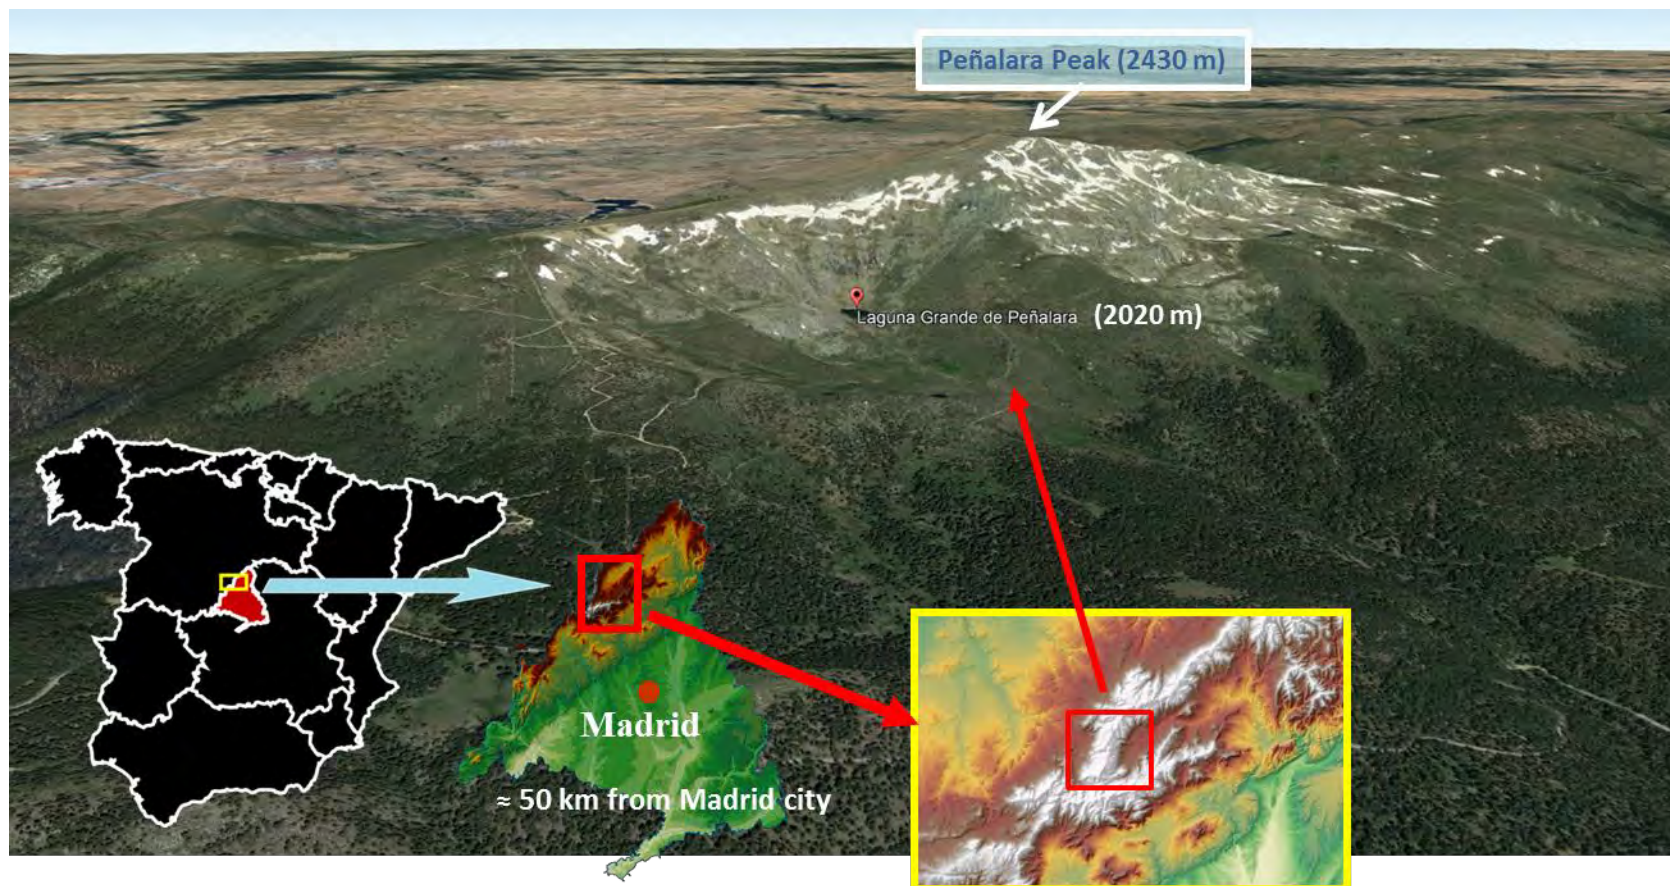 Peñalara Peak (2430 m)
Laguna Grande de Peñalara (2020 m)
Madrid
≈ 50 km from Madrid city